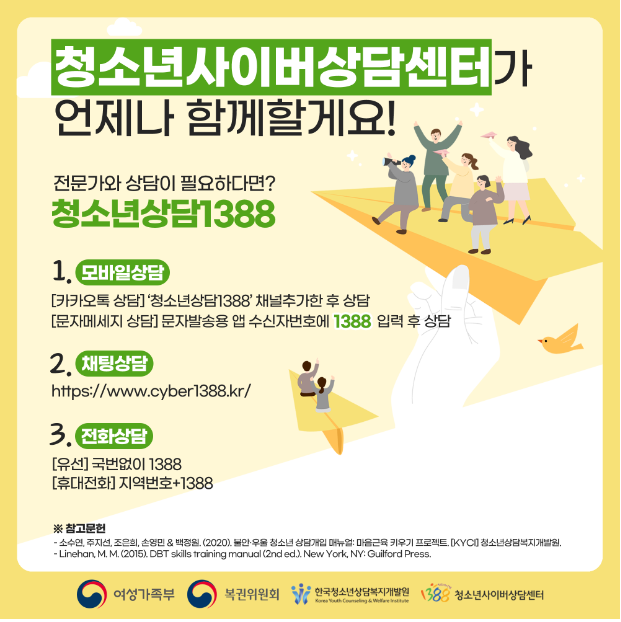 청소년사이버상담센터가
언제나 함께할게요!
전문가와 상담이 필요하다면?
청소년상담1388
1. 모바일상담
[카카오톡 상담] ‘청소년상담1388’ 채널추가한 후 상담
[문자메세지 상담] 문자발송용 앱 수신자번호에 1388 입력 후 상담
2. 채팅상담
https://www.cyber1388.kr/
3. 전화상담
[유선] 국번없이 1388
[휴대전화] 지역번호+1388
※ 참고문헌
- 소수연, 주지선, 조은희, 손영민 & 백정원. (2020). 불안·우울 청소년 상담개입 매뉴얼: 마음근육 키우기 프로젝트. [KYCI] 청소년상담복지개발원.
- Linehan, M. M. (2015). DBT skills training manual (2nd ed.). New York, NY: Guilford Press.
여성가족부
복권위원회
한국청소년상담복지개발원
Korea Youth Counseling & Welfare Institute
1388 청소년사이버상담센터